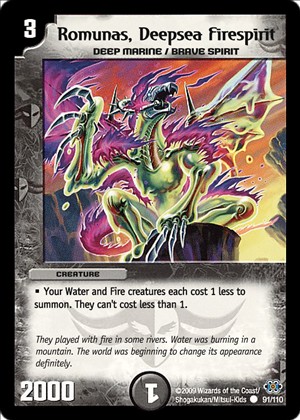 3
Romunas, Deepsea Firespirit
DEEP MARINE / BRAVE SPIRIT
CREATURE
▪ Your Water and Fire creatures each cost 1 less to
summon. They can't cost less than 1.
They played with fire in some rivers. Water was burning in a
mountain. The world was beginning to change its appearance
definitely.
2000
1
©2009 Wizards of the Coast/
Shogakukan/Mitsui-Kids
91/110